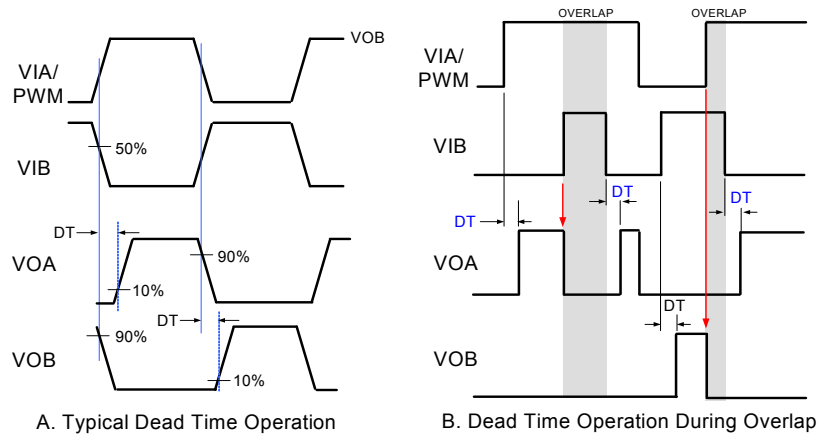 VIA/
PWM
VOB
VIB
50%
DT
VOA
90%
10%
90%
DT
VOB
10%
A. Typical Dead Time Operation
OVERLAP
OVERLAP
VIA/
PWM
VIB
DT
DT
DT
VOA
DT
VOB
B. Dead Time Operation During Overlap